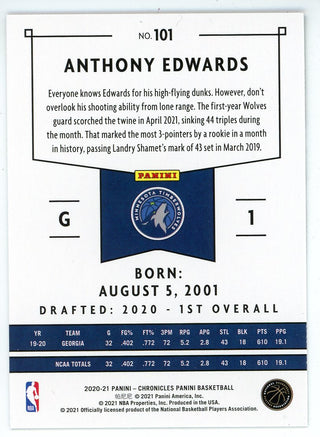 NO. 101
ANTHONY EDWARDS
Everyone knows Edwards for his high-flying dunks. However, don't
overlook his shooting ability from lone range. The first-year Wolves
guard scorched the twine in April 2021, sinking 44 triples during
the month. That marked the most 3-pointers by a rookie in a month
in history, passing Landry Shamet's mark of 43 set in March 2019.
PANINI
MINNESOTA TIMBERWOLVES
G 1
BORN:
AUGUST 5, 2001
DRAFTED: 2020 - 1ST OVERALL
YR TEAM G FG% FT% 3PM RPG APG STL BLK PTS PPG
19-20 GEORGIA 32 .402 .772 72 5.2 2.8 43 18 610 19.1
NCAA TOTALS 32 .402 .772 72 5.2 2.8 43 18 610 19.1
2020-21 PANINI – CHRONICLES PANINI BASKETBALL
帕尼尼 © 2021 Panini America, Inc.
© 2021 NBA Properties, Inc. Produced in the USA.
© 2021 Officially licensed product of the National Basketball Players Association.
NBA